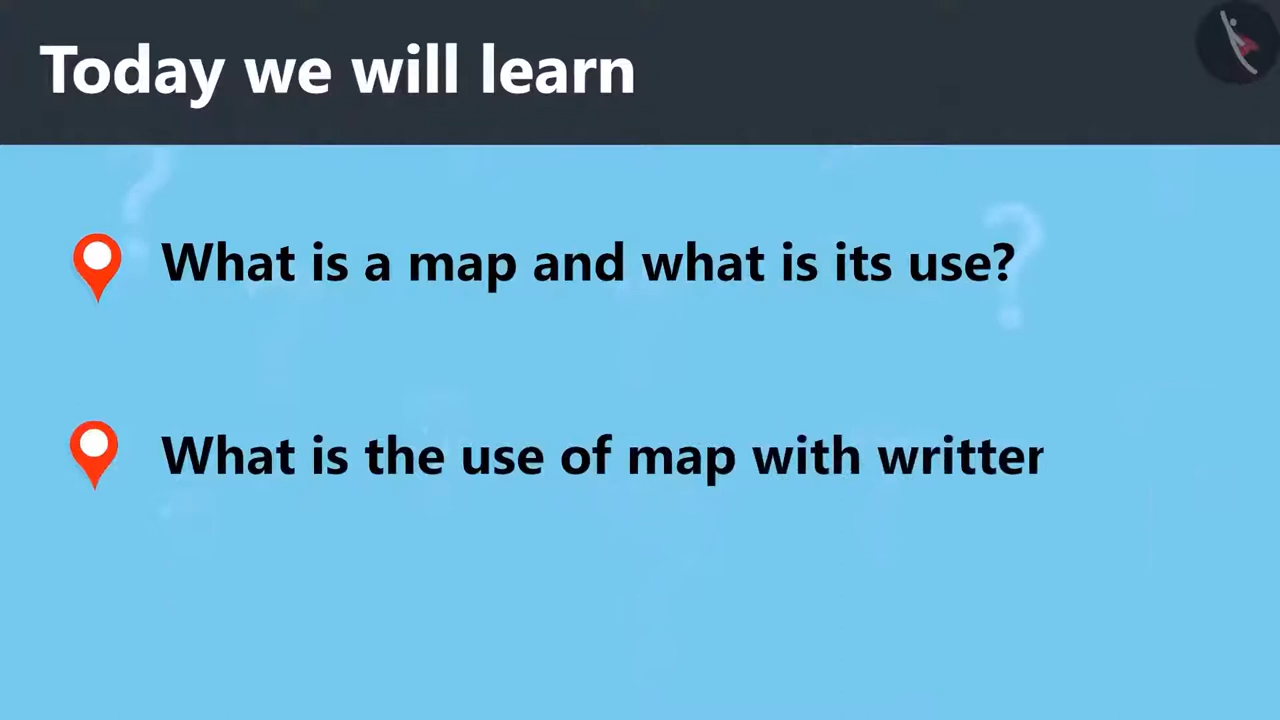 Today we will learn
What is a map and what is its use?
What is the use of map with